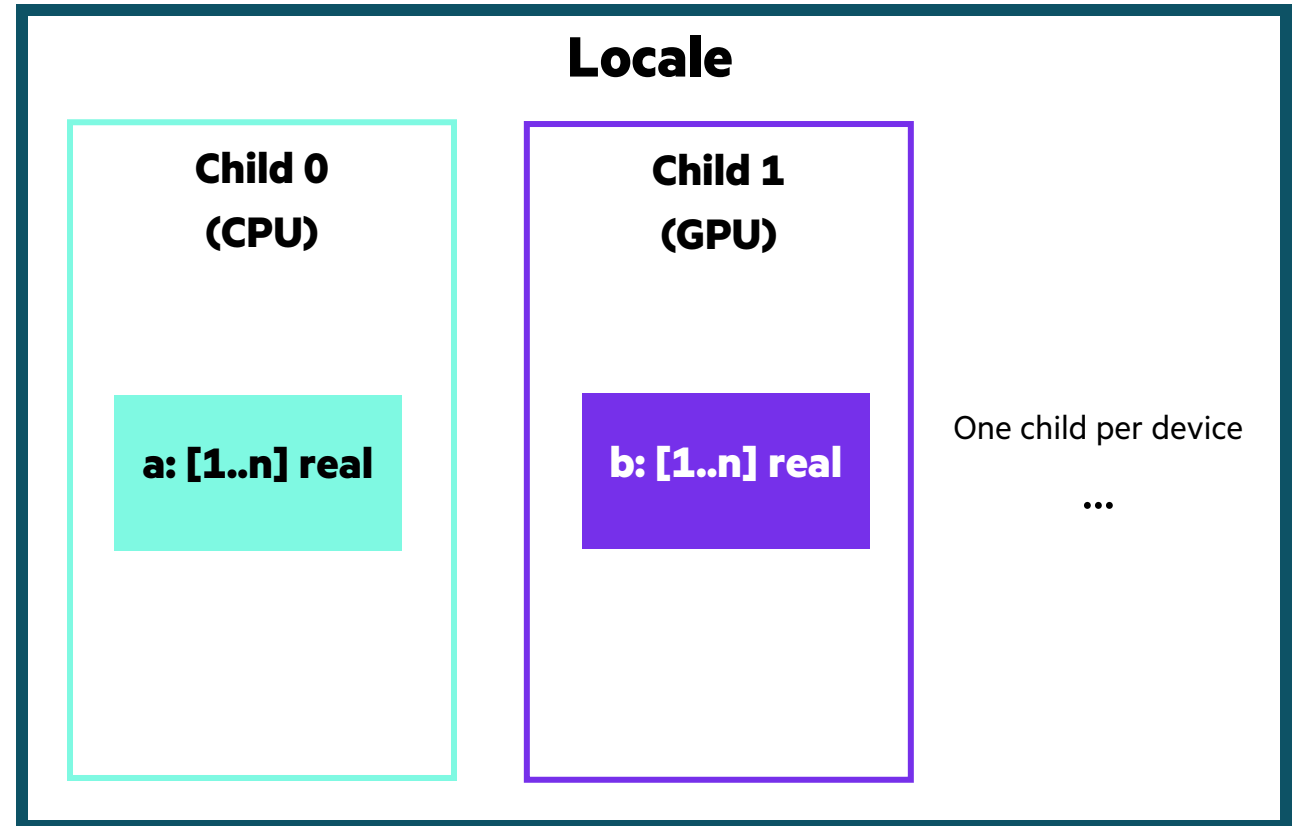 Locale
Child 0
(CPU)
a: [1..n] real
Child 1
(GPU)
b: [1..n] real
One child per device
...